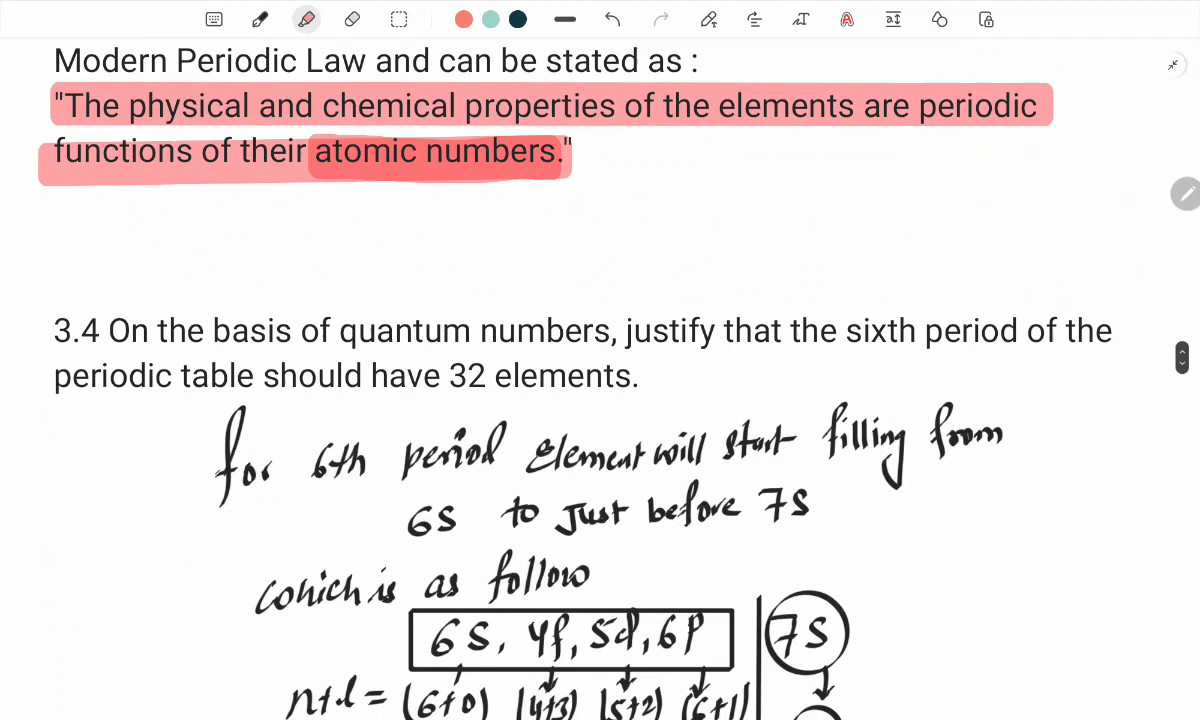 Modern Periodic Law and can be stated as :
"The physical and chemical properties of the elements are periodic
functions of their atomic numbers."
3.4 On the basis of quantum numbers, justify that the sixth period of the
periodic table should have 32 elements.
for 6th period Element will start filling from
6S to just before 7S
which is as follow
6S, 4f, 5d, 6p 7S
n+l = (6+0) (4+3) (5+2) (6+1)